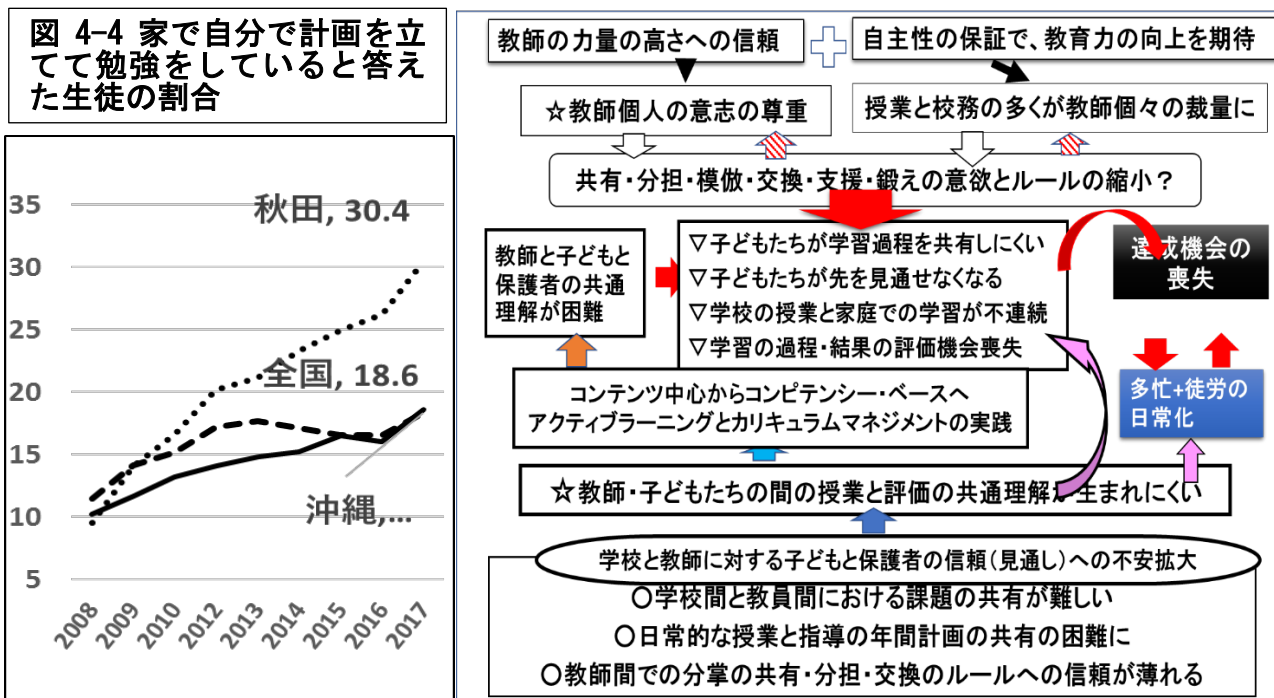 図 4-4 家で自分で計画を立
てて勉強をしていると答え
た生徒の割合
35
30
25
20
15
10
5
秋田, 30.4
全国, 18.6
沖縄,…
2008
2009
2010
2012
2013
2014
2015
2016
2017
教師の力量の高さへの信頼
自主性の保証で、教育力の向上を期待
☆教師個人の意志の尊重
授業と校務の多くが教師個々の裁量に
共有・分担・模倣・交換・支援・鍛えの意欲とルールの縮小？
教師と子どもと
保護者の共通
理解が困難
▽子どもたちが学習過程を共有しにくい
▽子どもたちが先を見通せなくなる
▽学校の授業と家庭での学習が不連続
▽学習の過程・結果の評価機会喪失
達成機会の
喪失
コンテンツ中心からコンピテンシー・ベースへ
アクティブラーニングとカリキュラムマネジメントの実践
多忙+徒労の
日常化
☆教師・子どもたちの間の授業と評価の共通理解が生まれにくい
学校と教師に対する子どもと保護者の信頼(見通し)への不安拡大
〇学校間と教員間における課題の共有が難しい
〇日常的な授業と指導の年間計画の共有の困難に
〇教師間での分掌の共有・分担・交換のルールへの信頼が薄れる